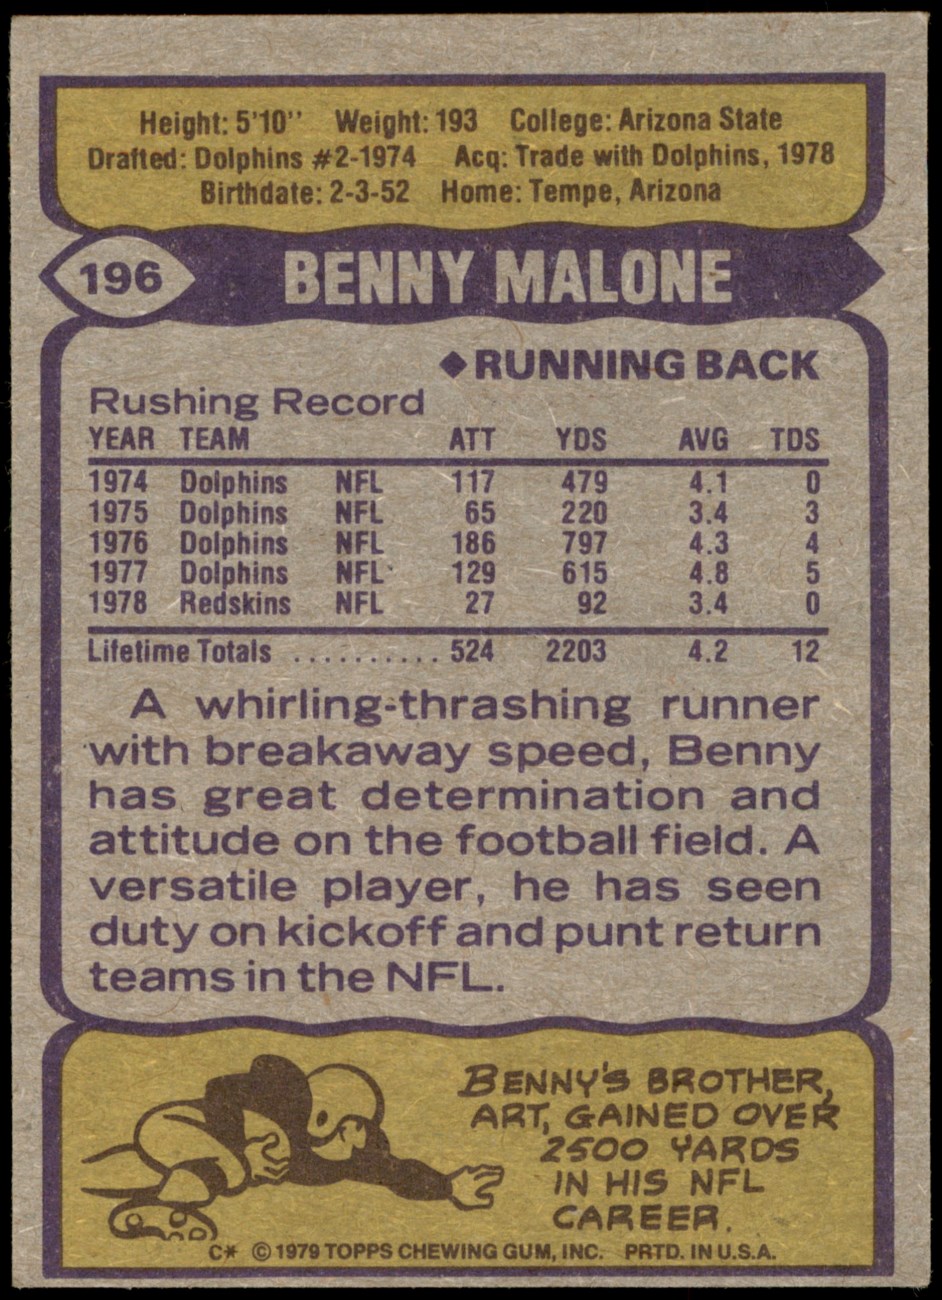 Height: 5'10'' Weight: 193 College: Arizona State
Drafted: Dolphins #2-1974 Acq: Trade with Dolphins, 1978
Birthdate: 2-3-52 Home: Tempe, Arizona
196 BENNY MALONE
◆RUNNING BACK
Rushing Record
YEAR TEAM ATT YDS AVG TDS
1974 Dolphins NFL 117 479 4.1 0
1975 Dolphins NFL 65 220 3.4 3
1976 Dolphins NFL 186 797 4.3 4
1977 Dolphins NFL 129 615 4.8 5
1978 Redskins NFL 27 92 3.4 0
Lifetime Totals .......... 524 2203 4.2 12
A whirling-thrashing runner
with breakaway speed, Benny
has great determination and
attitude on the football field. A
versatile player, he has seen
duty on kickoff and punt return
teams in the NFL.
BENNY'S BROTHER,
ART, GAINED OVER
2500 YARDS
IN HIS NFL
CAREER.
C* ©1979 TOPPS CHEWING GUM, INC. PRTD. IN U.S.A.